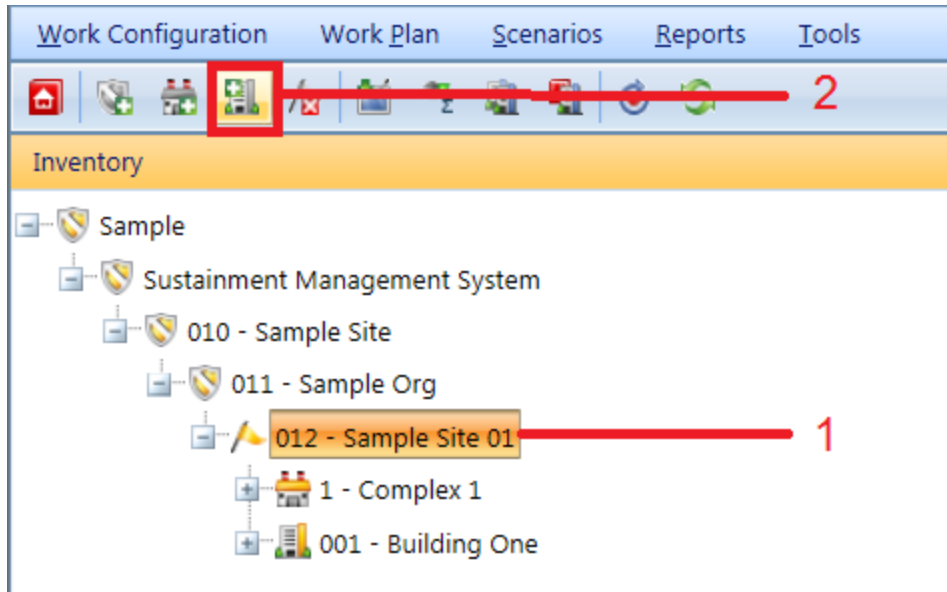 Work Configuration Work Plan Scenarios Reports Tools
2
Inventory
Sample
Sustainment Management System
010 - Sample Site
011 - Sample Org
012 - Sample Site 01 1
1 - Complex 1
001 - Building One